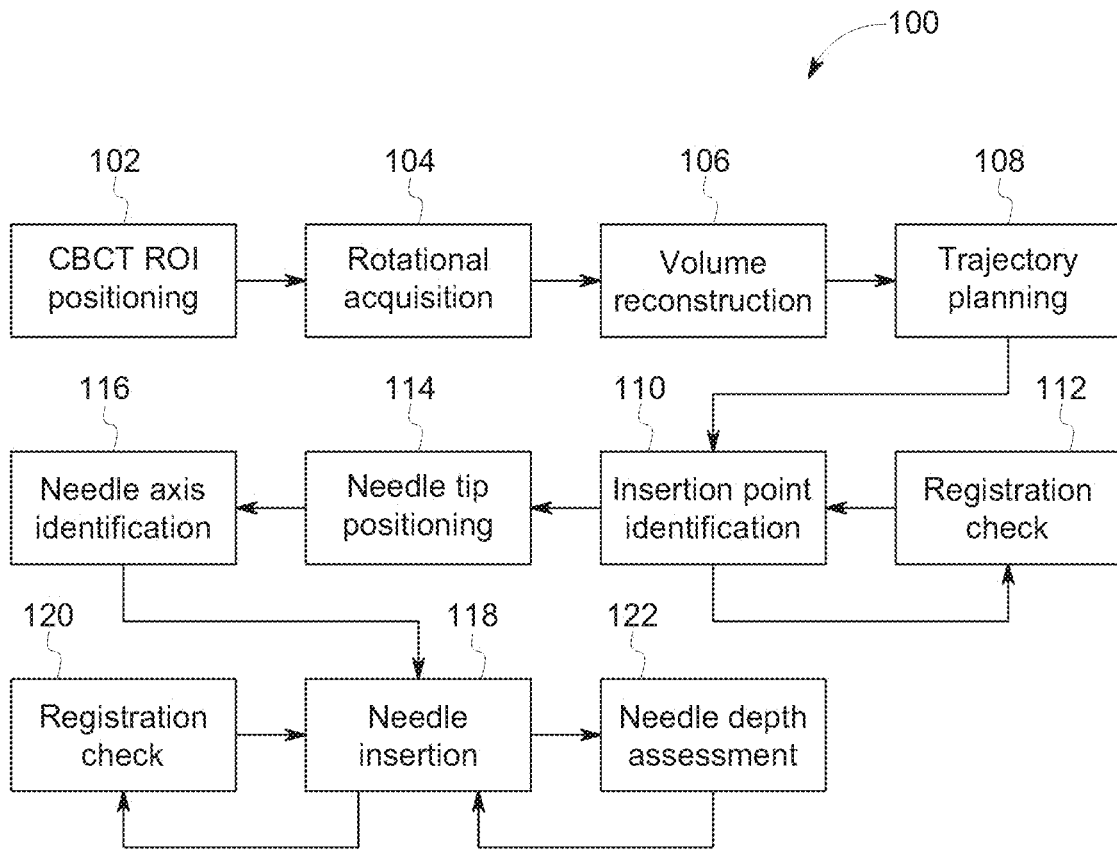 100
102
104
106
108
CBCT ROI
positioning
Rotational
acquisition
Volume
reconstruction
Trajectory
planning
116
114
110
112
Needle axis
identification
Needle tip
positioning
Insertion point
identification
Registration
check
120
118
122
Registration
check
Needle
insertion
Needle depth
assessment